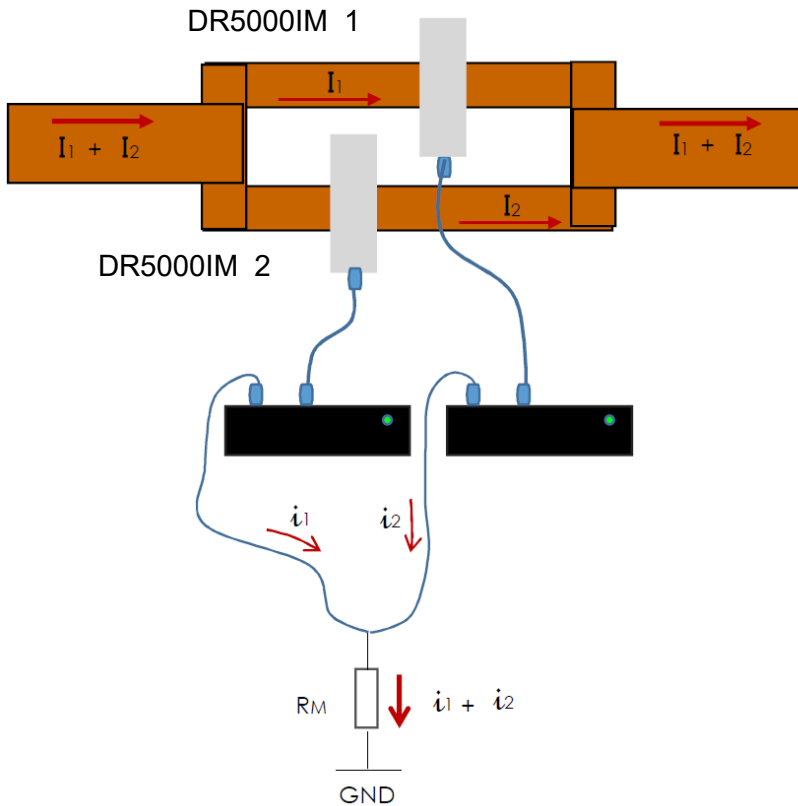 DR5000IM 1
I1
I1 + I2
I1 + I2
I2
DR5000IM 2
i1
i2
RM
i1 + i2
GND